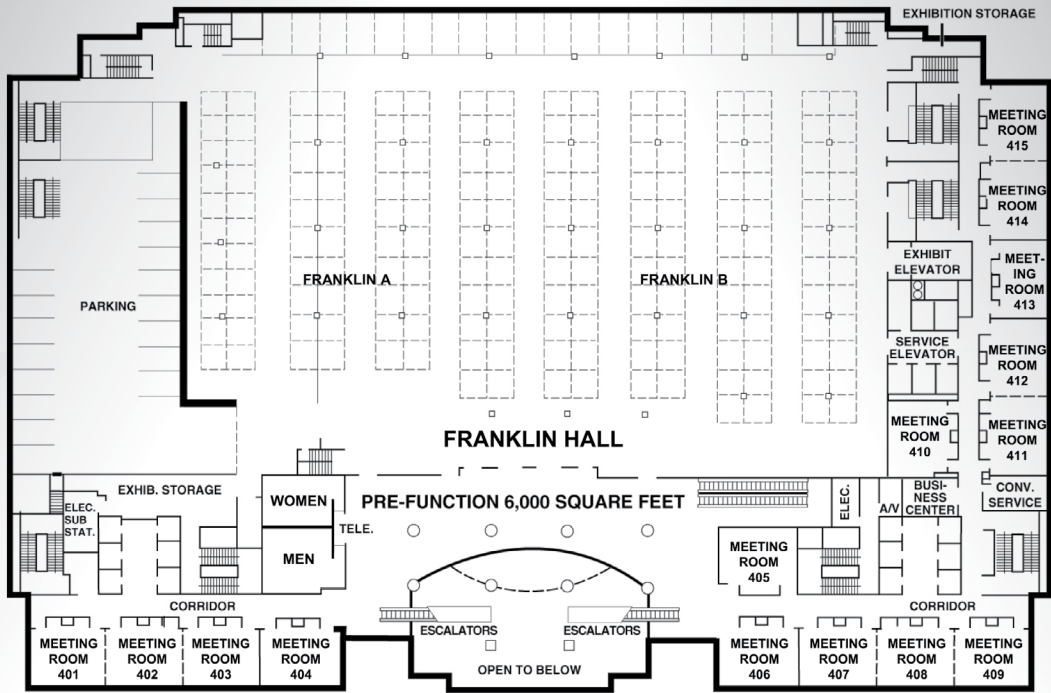 EXHIBITION STORAGE
MEETING
ROOM
415
MEETING
ROOM
414
EXHIBIT
ELEVATOR
MEET-
ING
ROOM
413
FRANKLIN A
FRANKLIN B
PARKING
SERVICE
ELEVATOR
MEETING
ROOM
412
MEETING
ROOM
410
MEETING
ROOM
411
FRANKLIN HALL
EXHIB. STORAGE
WOMEN
PRE-FUNCTION 6,000 SQUARE FEET
ELEC.
SUB
STAT.
TELE.
MEN
ELEC.
A/V
BUSI-
NESS
CENTER
CONV.
SERVICE
MEETING
ROOM
405
CORRIDOR
CORRIDOR
ESCALATORS
ESCALATORS
OPEN TO BELOW
MEETING
ROOM
401
MEETING
ROOM
402
MEETING
ROOM
403
MEETING
ROOM
404
MEETING
ROOM
406
MEETING
ROOM
407
MEETING
ROOM
408
MEETING
ROOM
409